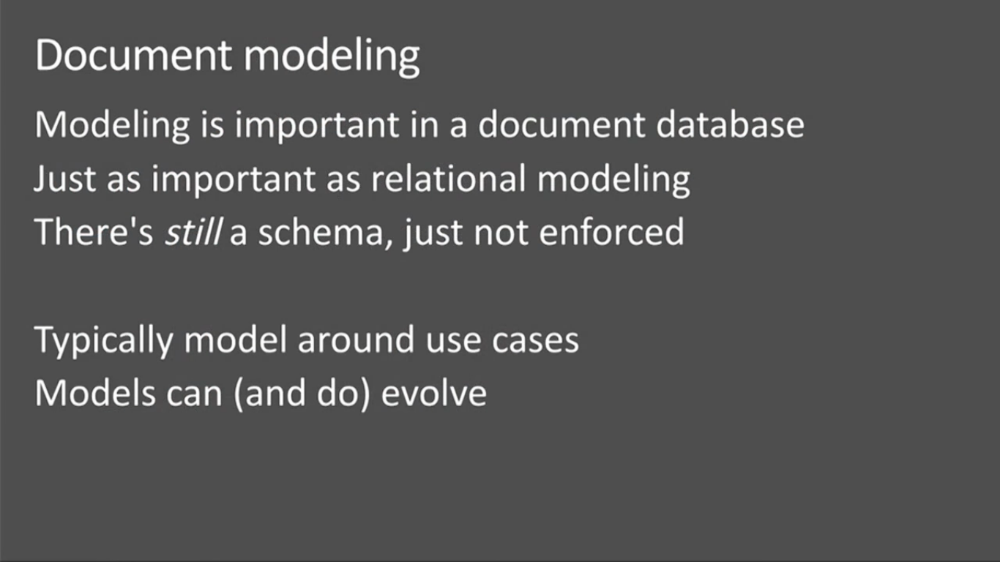 Document modeling
Modeling is important in a document database
Just as important as relational modeling
There's still a schema, just not enforced
Typically model around use cases
Models can (and do) evolve